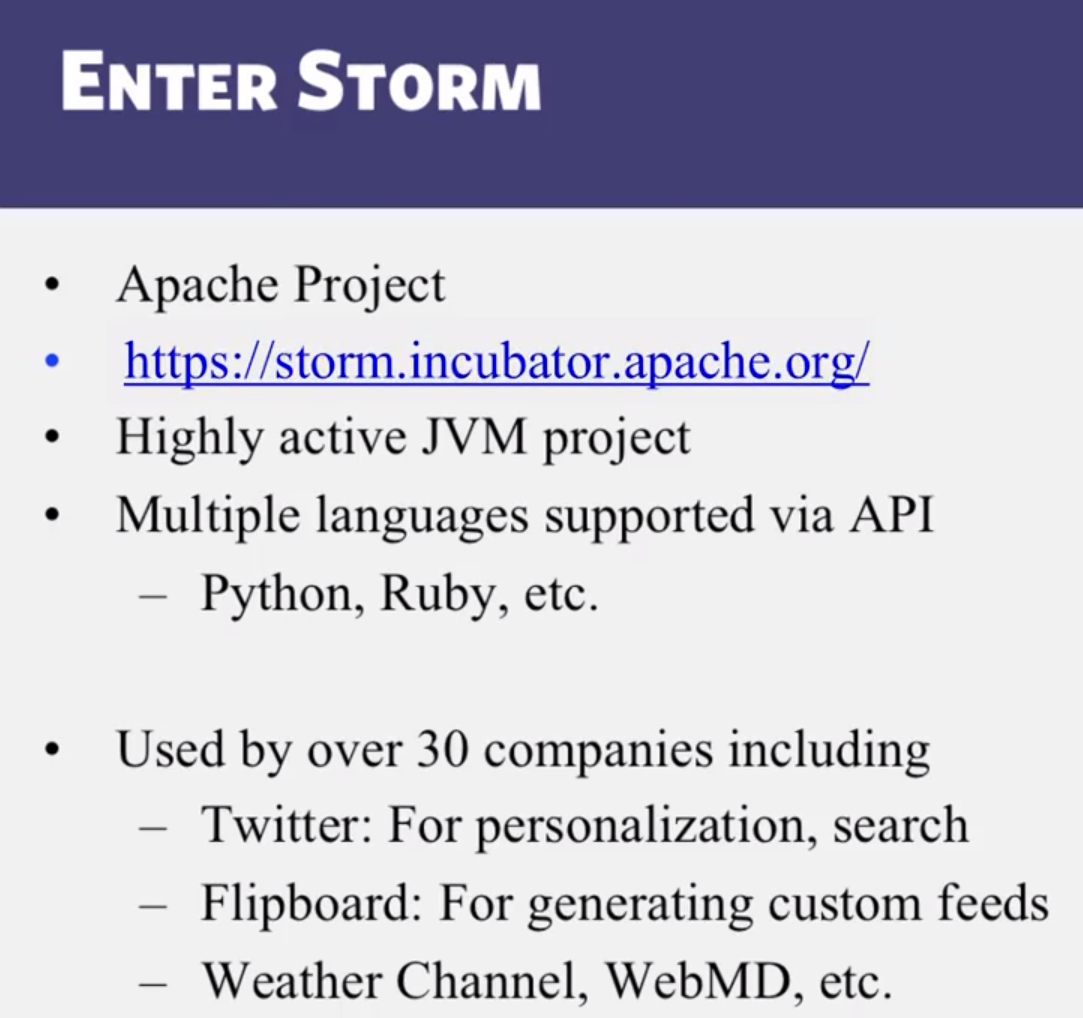 ENTER STORM
• Apache Project
• https://storm.incubator.apache.org/
• Highly active JVM project
• Multiple languages supported via API
– Python, Ruby, etc.
• Used by over 30 companies including
– Twitter: For personalization, search
– Flipboard: For generating custom feeds
– Weather Channel, WebMD, etc.